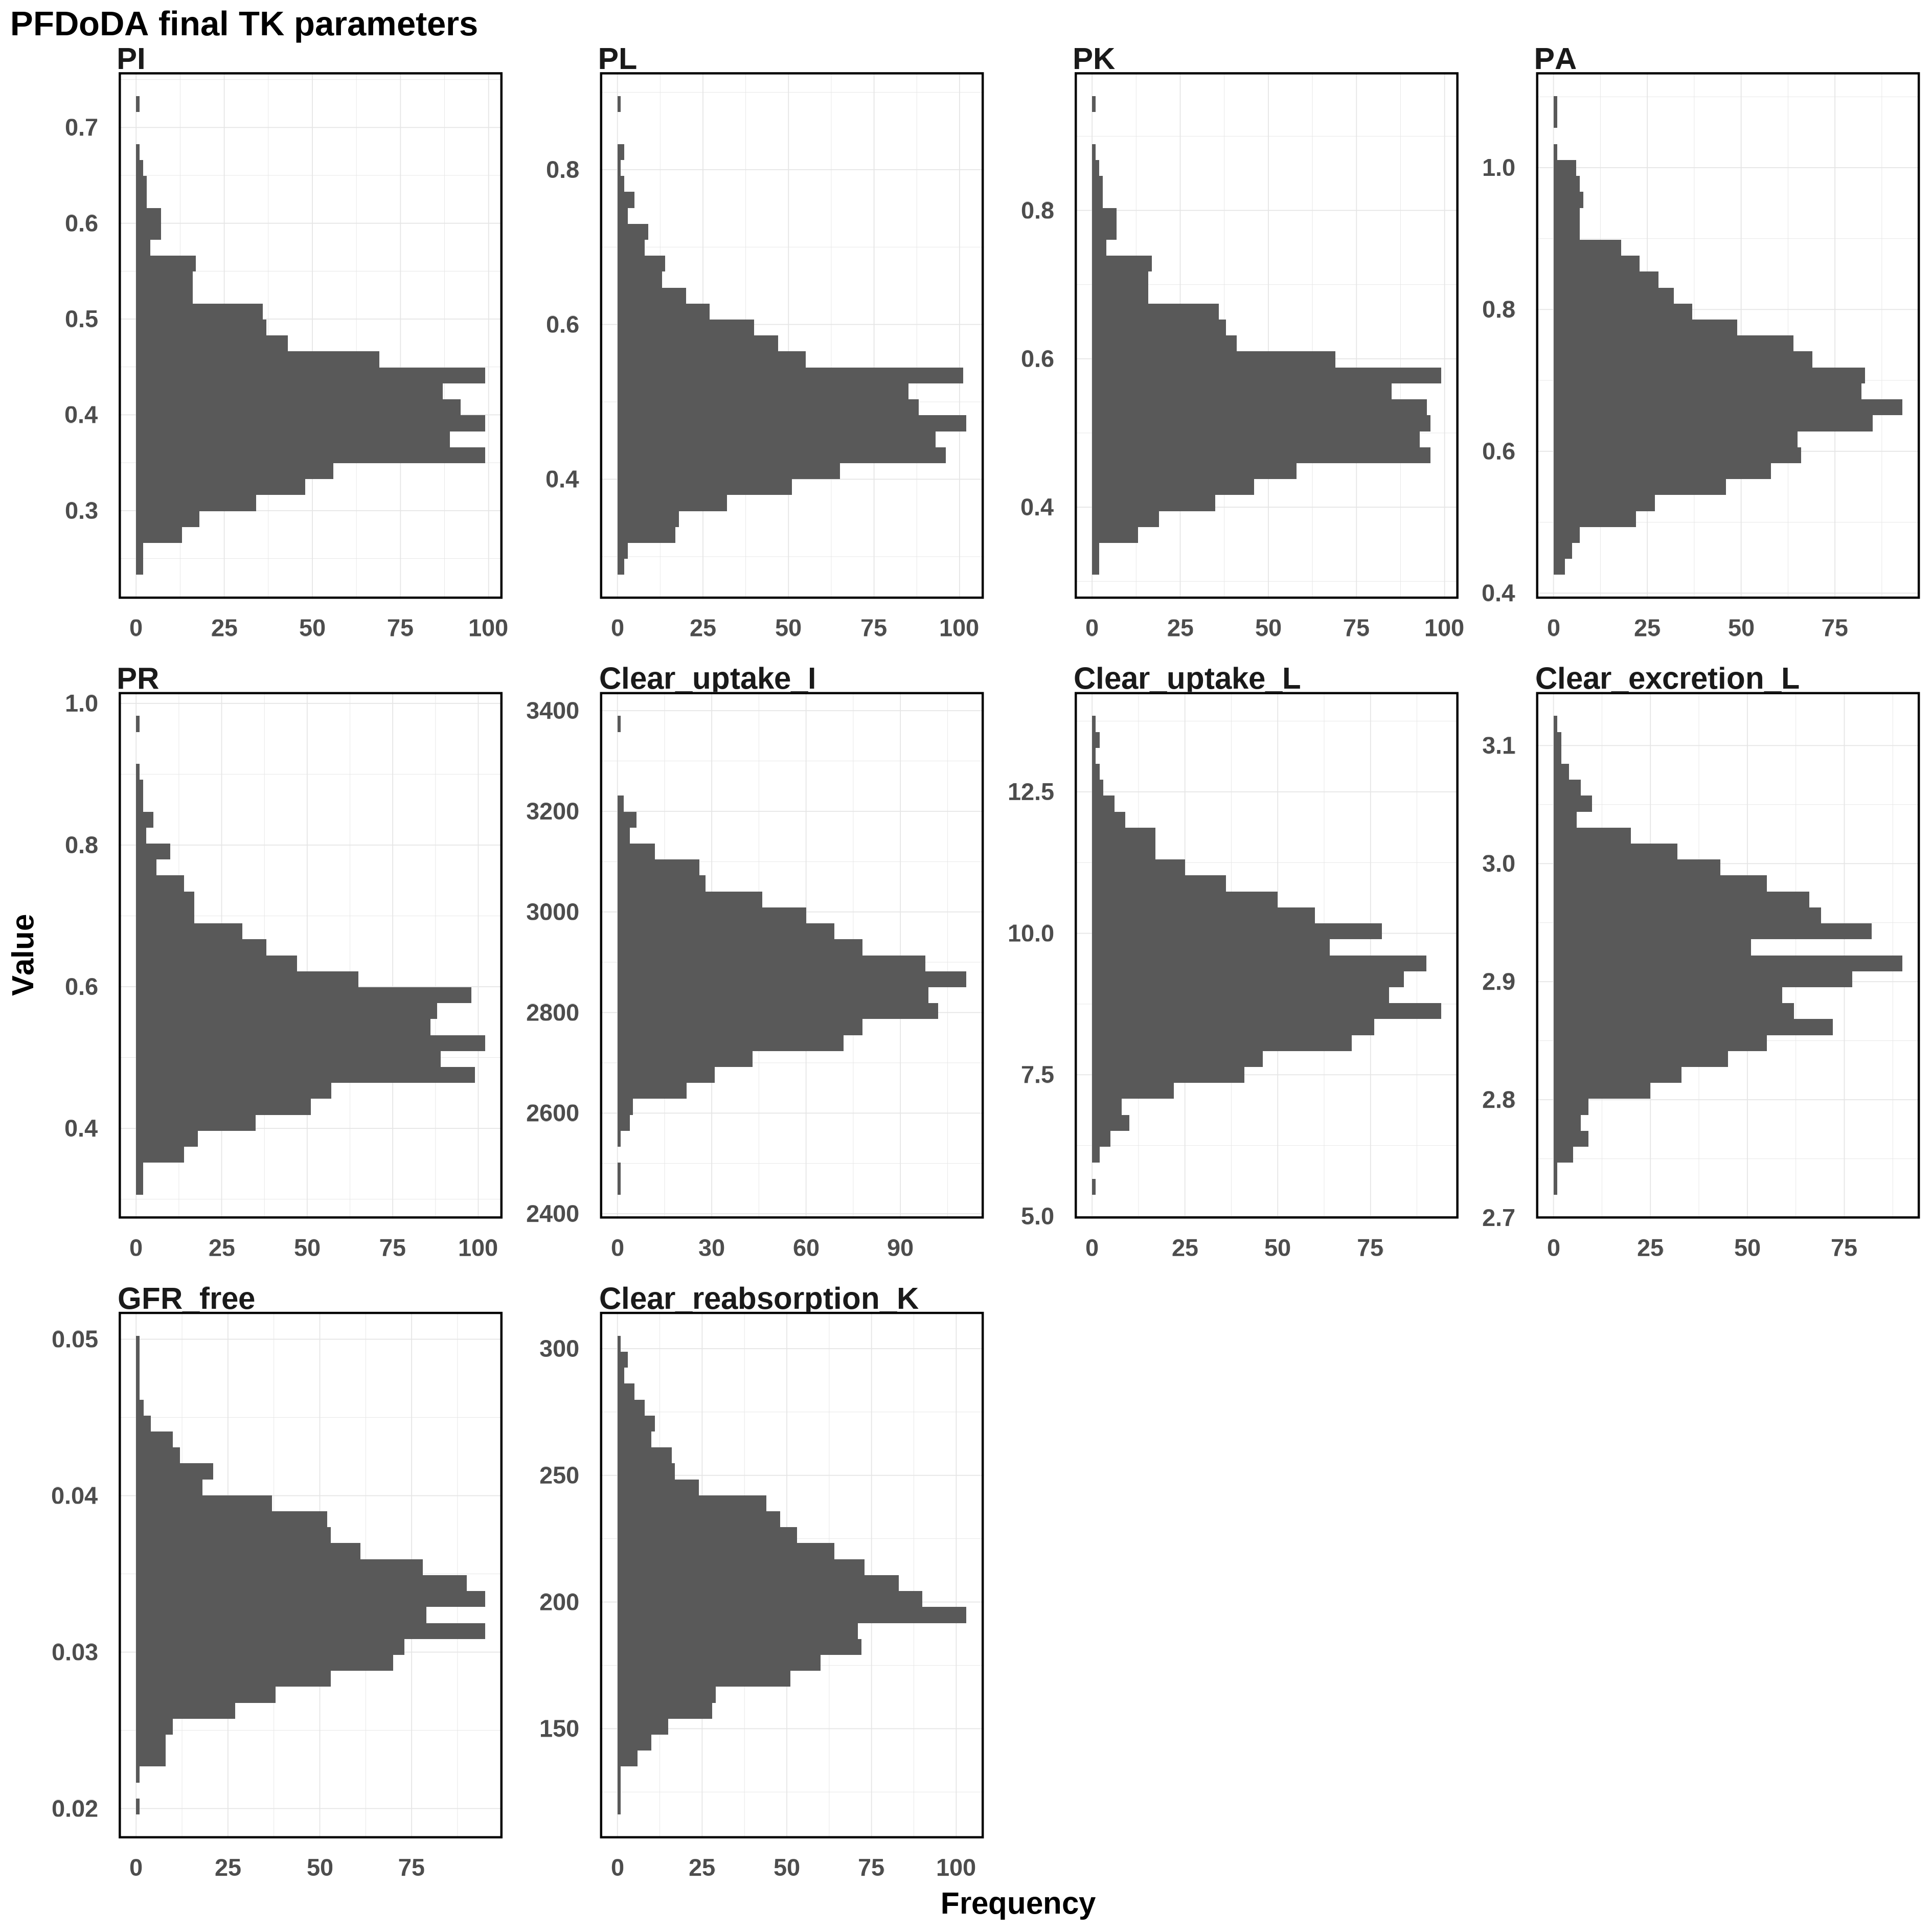 PFDoDA final TK parameters
PI PL PK PA
0.7
0.6
0.5
0.4
0.3
0 25 50 75 100
0.8
0.6
0.4
0 25 50 75 100
0.8
0.6
0.4
0 25 50 75 100
1.0
0.8
0.6
0.4
0 25 50 75
PR Clear_uptake_I Clear_uptake_L Clear_excretion_L
1.0
0.8
0.6
0.4
0 25 50 75 100
3400
3200
3000
2800
2600
2400
0 30 60 90
12.5
10.0
7.5
5.0
0 25 50 75
3.1
3.0
2.9
2.8
2.7
0 25 50 75
Value
GFR_free Clear_reabsorption_K
0.05
0.04
0.03
0.02
0 25 50 75
300
250
200
150
0 25 50 75 100
Frequency